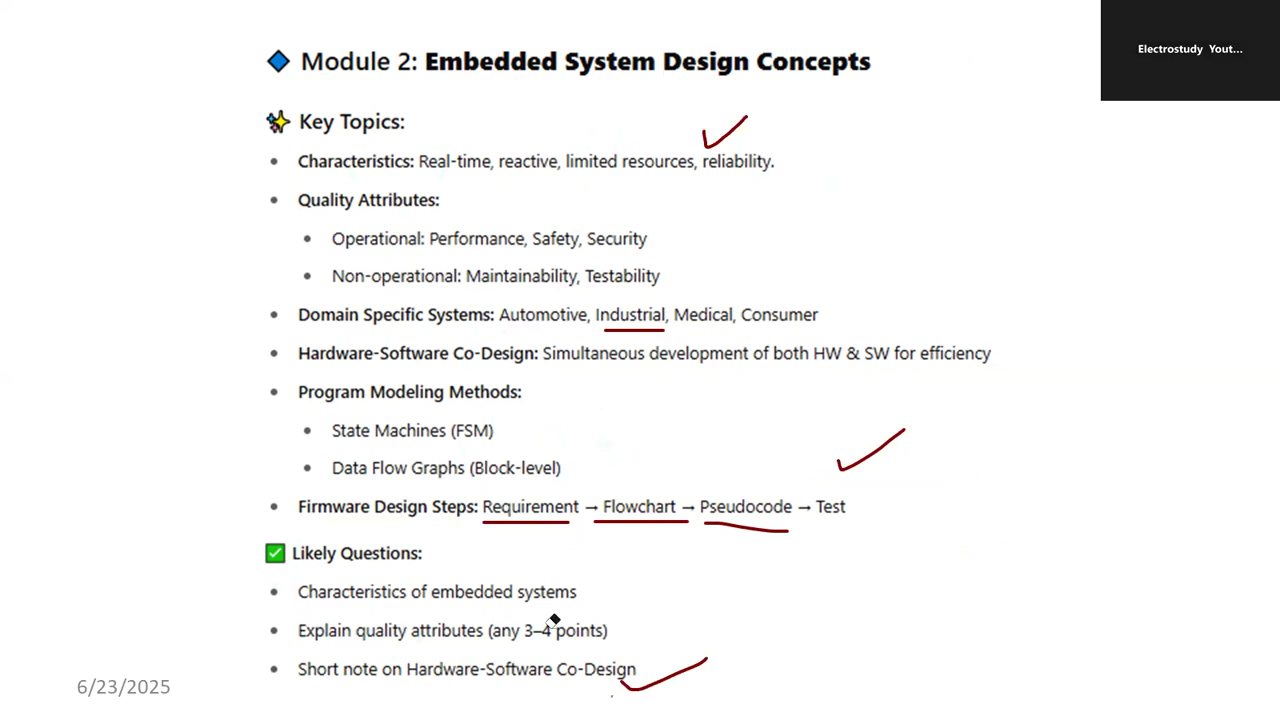 Electrostudy Yout...
Module 2: Embedded System Design Concepts
Key Topics:
• Characteristics: Real-time, reactive, limited resources, reliability.
• Quality Attributes:
• Operational: Performance, Safety, Security
• Non-operational: Maintainability, Testability
• Domain Specific Systems: Automotive, Industrial, Medical, Consumer
• Hardware-Software Co-Design: Simultaneous development of both HW & SW for efficiency
• Program Modeling Methods:
• State Machines (FSM)
• Data Flow Graphs (Block-level)
• Firmware Design Steps: Requirement → Flowchart → Pseudocode → Test
Likely Questions:
• Characteristics of embedded systems
• Explain quality attributes (any 3–4 points)
• Short note on Hardware-Software Co-Design
6/23/2025